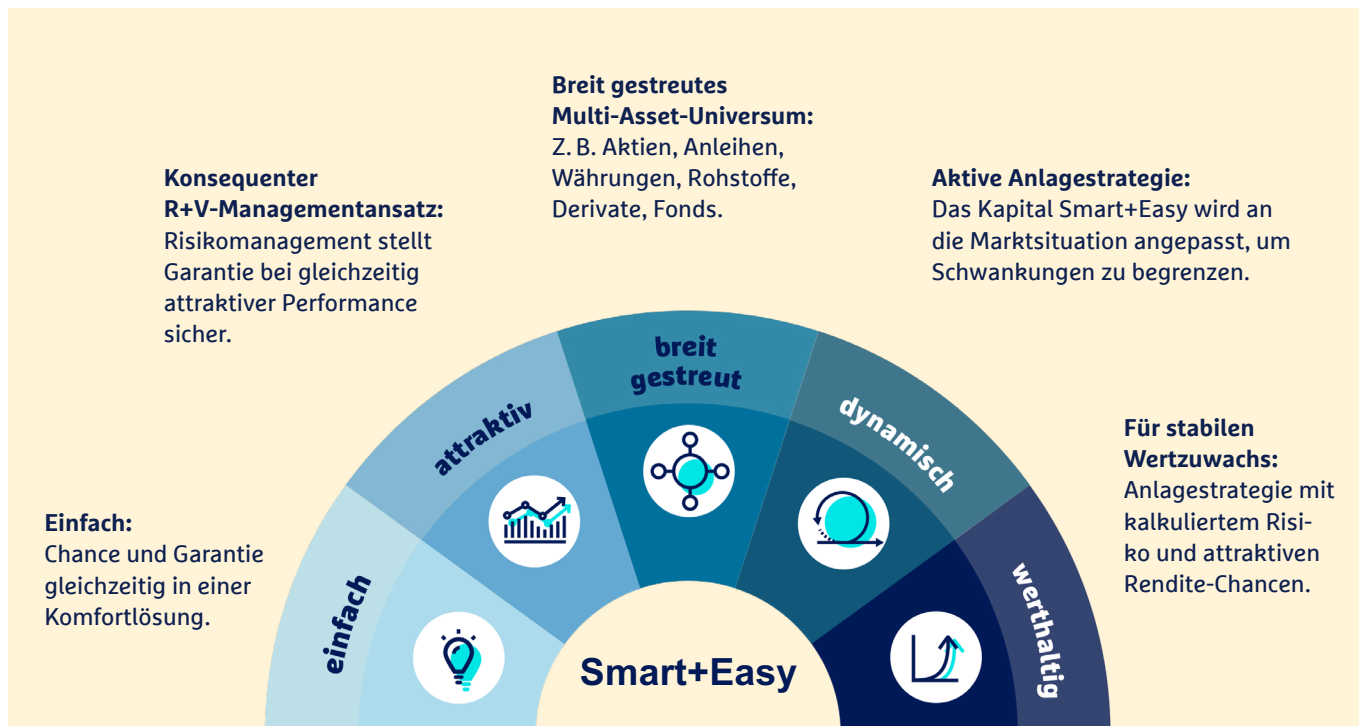 Breit gestreutes
Multi-Asset-Universum:
Z. B. Aktien, Anleihen,
Währungen, Rohstoffe,
Derivate, Fonds.
Konsequenter
R+V-Managementansatz:
Risikomanagement stellt
Garantie bei gleichzeitig
attraktiver Performance
sicher.
Aktive Anlagestrategie:
Das Kapital Smart+Easy wird an
die Marktsituation angepasst, um
Schwankungen zu begrenzen.
Einfach:
Chance und Garantie
gleichzeitig in einer
Komfortlösung.
Für stabilen
Wertzuwachs:
Anlagestrategie mit
kalkuliertem Risi-
ko und attraktiven
Rendite-Chancen.
einfach
attraktiv
breit
gestreut
dynamisch
werthaltig
Smart+Easy